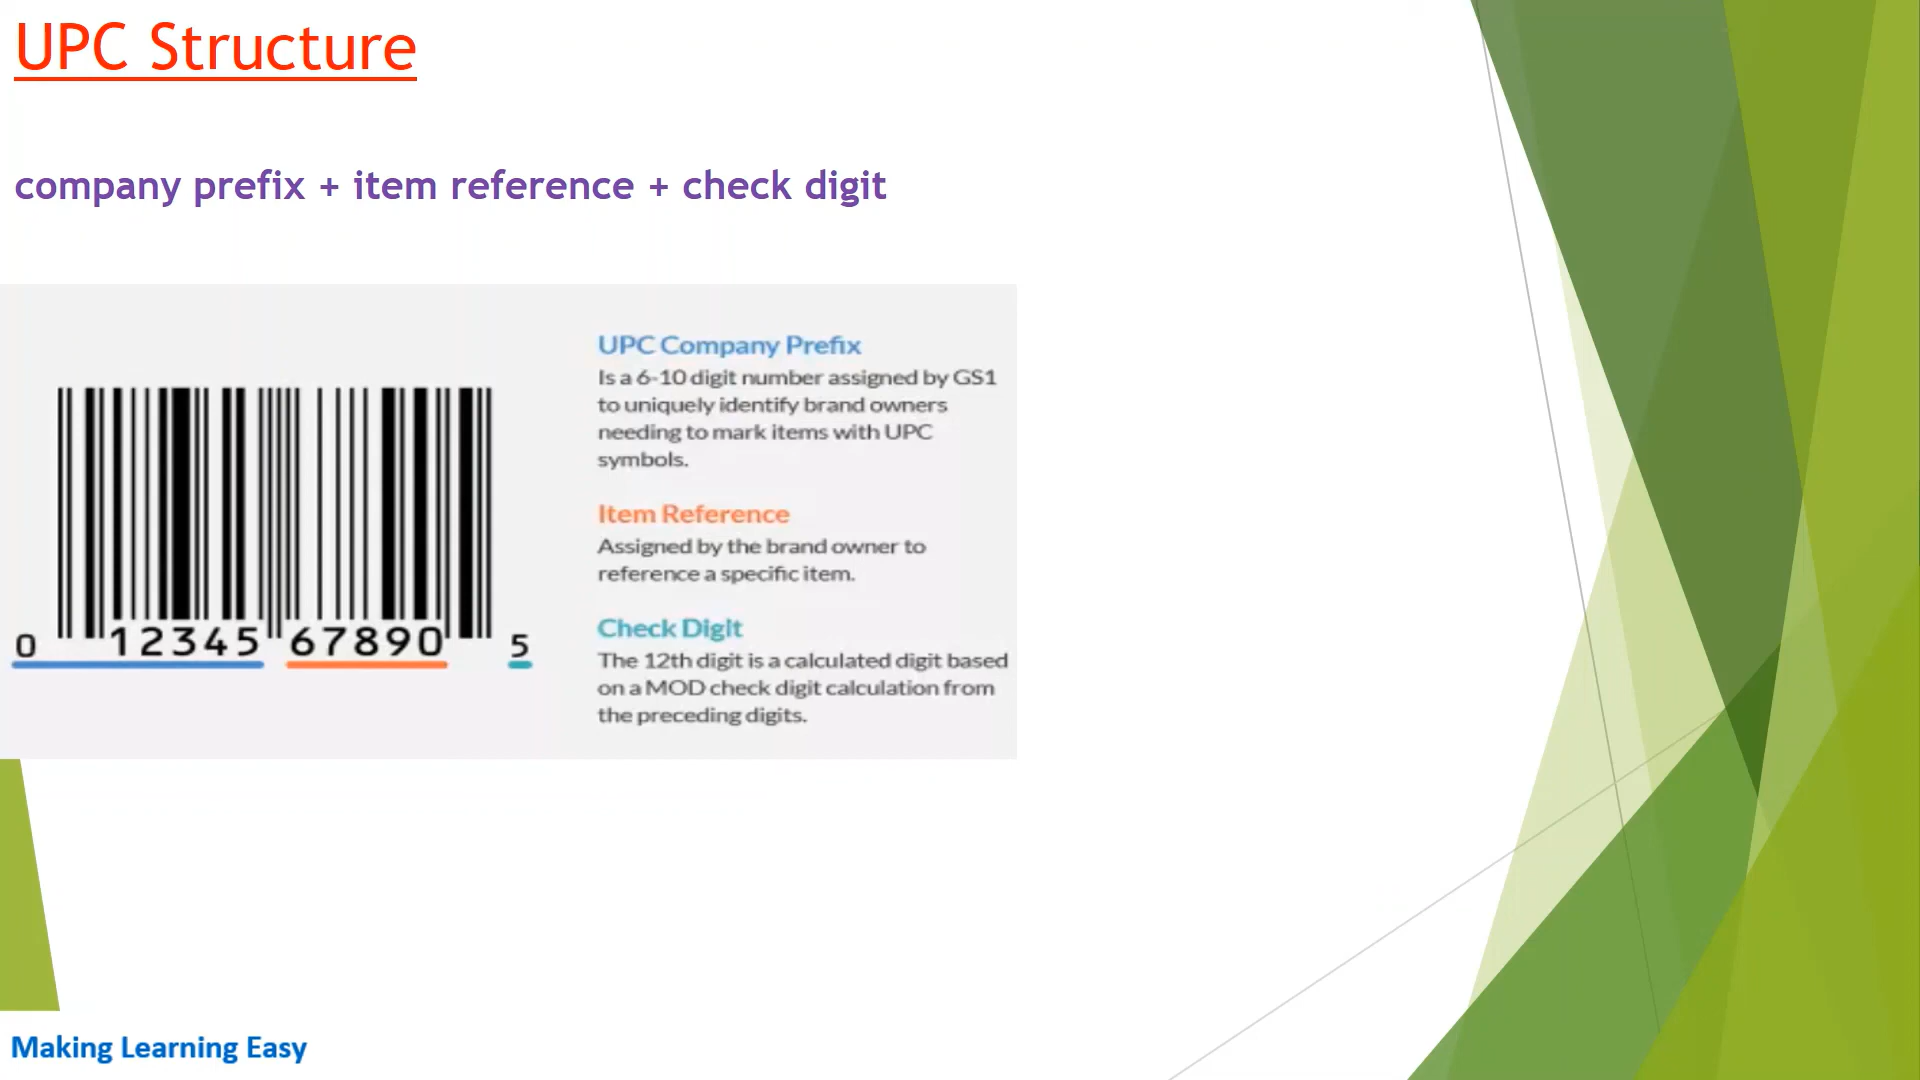 UPC Structure
company prefix + item reference + check digit
UPC Company Prefix
Is a 6-10 digit number assigned by GS1
to uniquely identify brand owners
needing to mark items with UPC
symbols.
Item Reference
Assigned by the brand owner to
reference a specific item.
Check Digit
The 12th digit is a calculated digit based
on a MOD check digit calculation from
the preceding digits.
0 12345 67890 5
Making Learning Easy